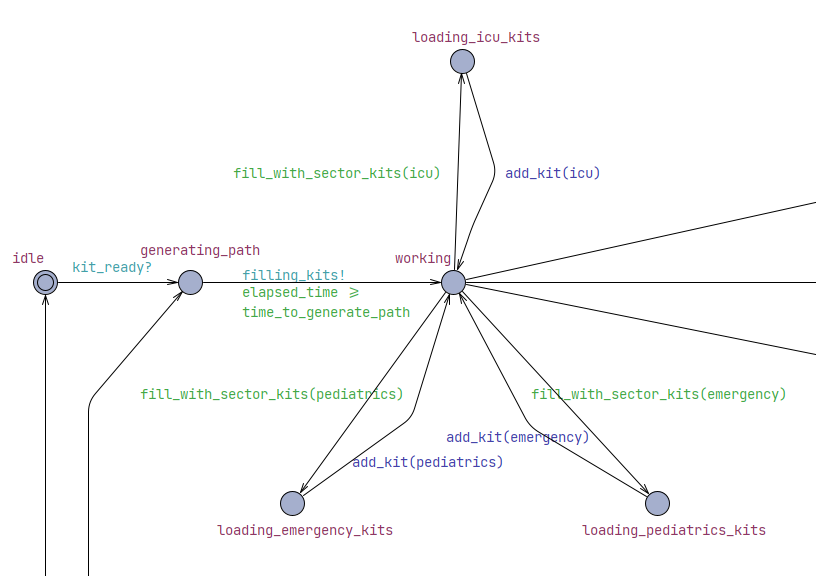 loading_icu_kits
fill_with_sector_kits(icu)
add_kit(icu)
generating_path
idle
working
kit_ready?
filling_kits!
elapsed_time ⩾
time_to_generate_path
fill_with_sector_kits(pediatrics)
fill_with_sector_kits(emergency)
add_kit(emergency)
add_kit(pediatrics)
loading_emergency_kits
loading_pediatrics_kits